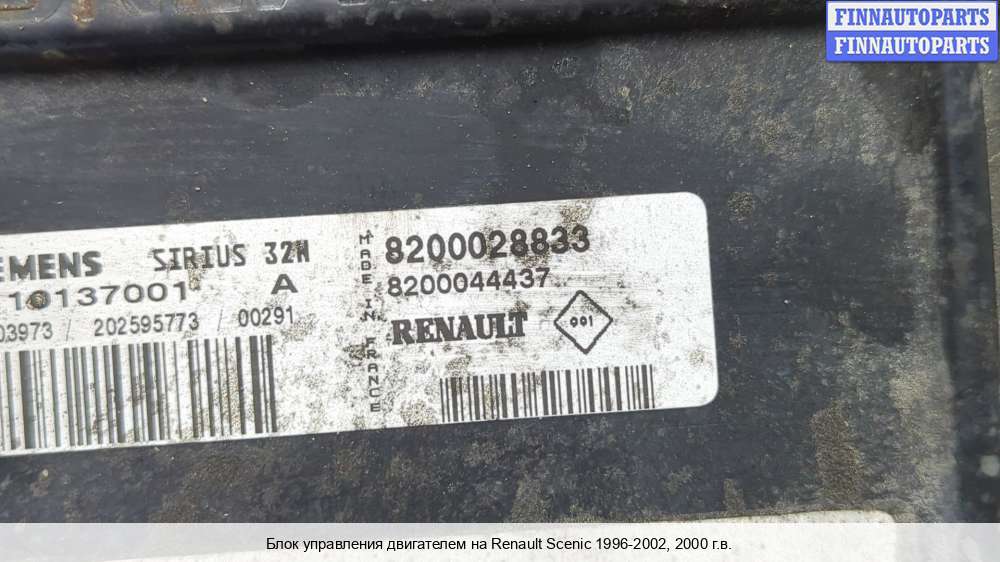 FINNAUTOPARTS
FINNAUTOPARTS
EMENS SIRIUS 32N
10137001 A
03973 / 202595773 / 00291
MADE IN FRANCE
8200028833
8200044437
RENAULT 001
Блок управления двигателем на Renault Scenic 1996-2002, 2000 г.в.